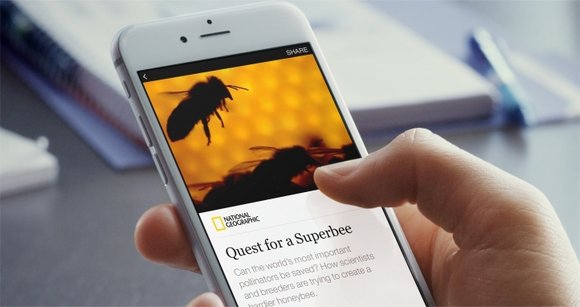 SHARE
NATIONAL
GEOGRAPHIC
Quest for a Superbee
Can the world's most important
pollinators be saved? How scientists
and breeders are trying to create a
hardier honeybee.